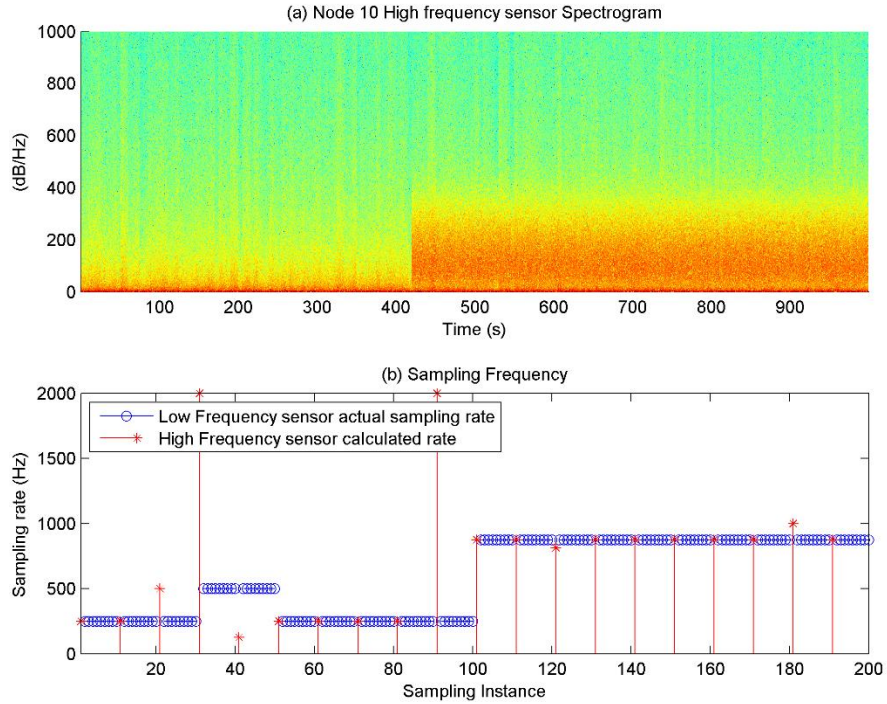 (a) Node 10 High frequency sensor Spectrogram
1000
800
600
400
200
0
(dB/Hz)
100 200 300 400 500 600 700 800 900
Time (s)
(b) Sampling Frequency
2000
1500
1000
500
0
Sampling rate (Hz)
Low Frequency sensor actual sampling rate
High Frequency sensor calculated rate
20 40 60 80 100 120 140 160 180 200
Sampling Instance